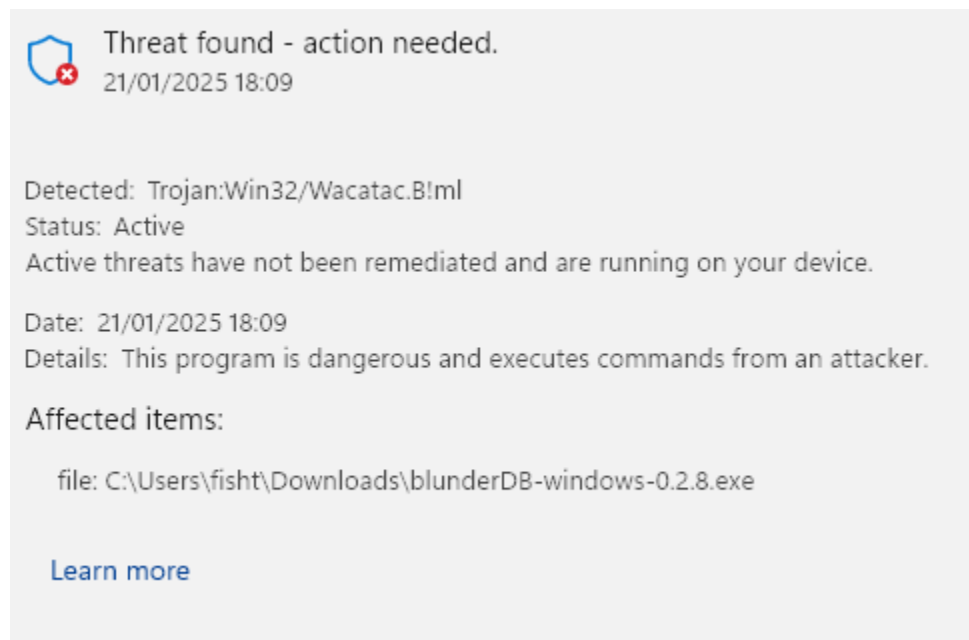 Threat found - action needed.
21/01/2025 18:09
Detected: Trojan:Win32/Wacatac.B!ml
Status: Active
Active threats have not been remediated and are running on your device.
Date: 21/01/2025 18:09
Details: This program is dangerous and executes commands from an attacker.
Affected items:
file: C:\Users\fisht\Downloads\blunderDB-windows-0.2.8.exe
Learn more